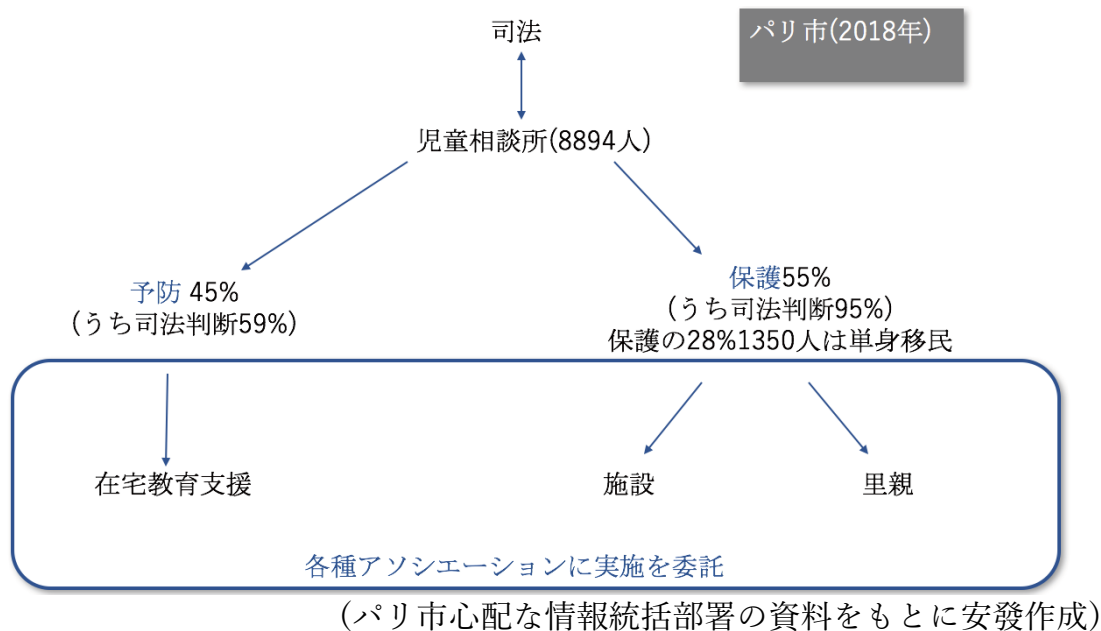 司法
パリ市(2018年)
児童相談所(8894人)
予防 45%
(うち司法判断59%)
保護55%
(うち司法判断95%)
保護の28%1350人は単身移民
在宅教育支援
施設
里親
各種アソシエーションに実施を委託
(パリ市心配な情報統括部署の資料をもとに安發作成)